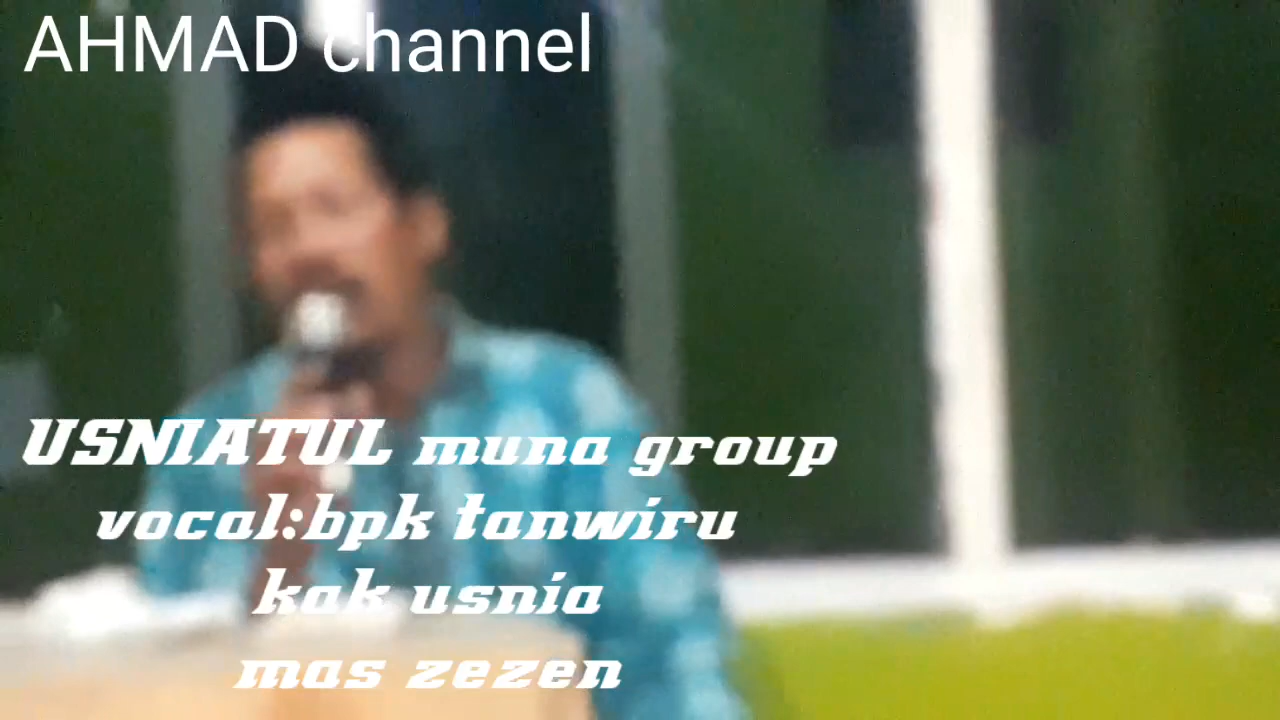 AHMAD channel
USNIATUL muna group
vocal:bpk tanwiru
kak usnia
mas zezen